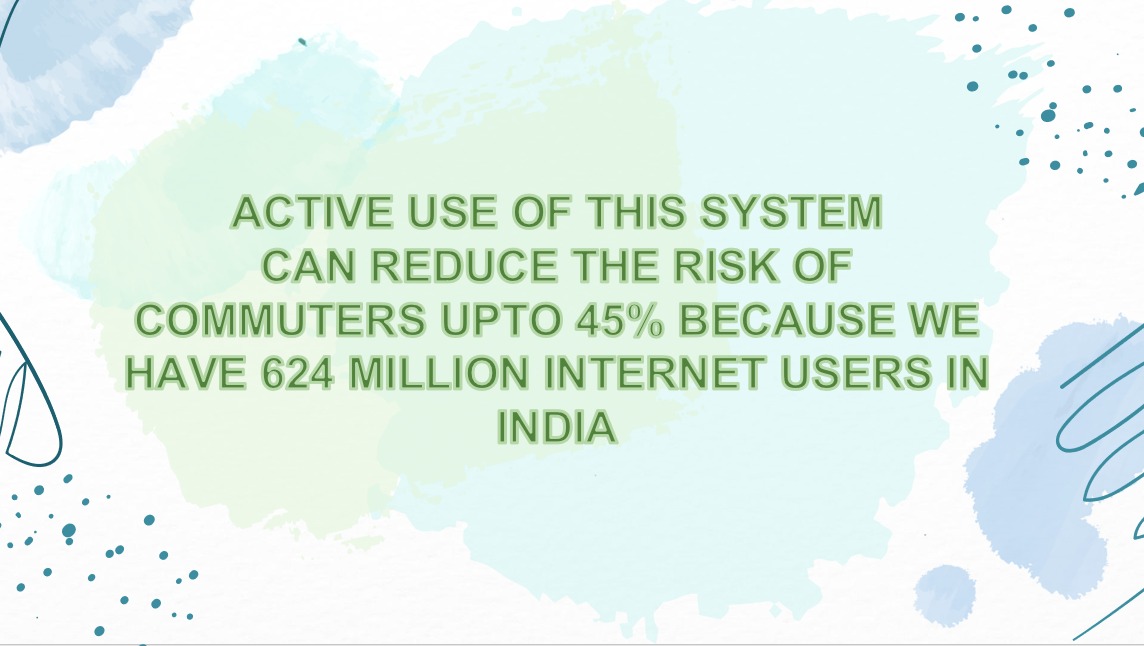 ACTIVE USE OF THIS SYSTEM
CAN REDUCE THE RISK OF
COMMUTERS UPTO 45% BECAUSE WE
HAVE 624 MILLION INTERNET USERS IN
INDIA